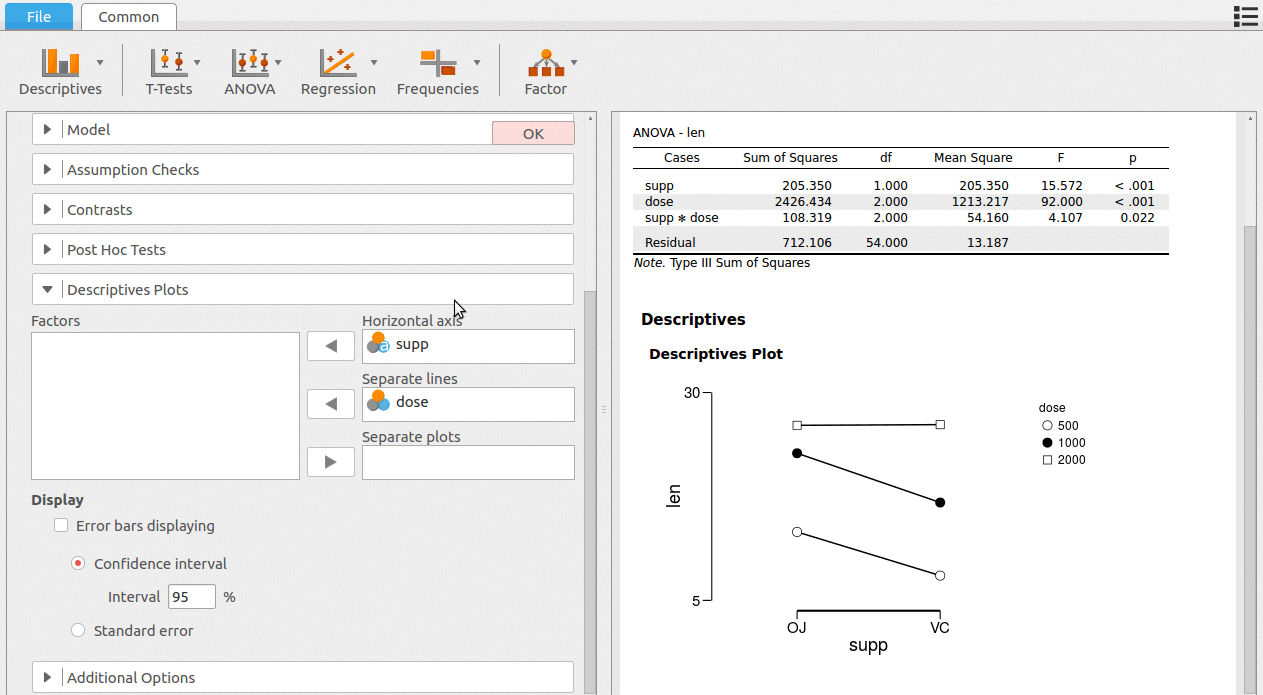 File Common
Descriptives T-Tests ANOVA Regression Frequencies Factor
Model
OK
Assumption Checks
Contrasts
Post Hoc Tests
Descriptives Plots
Factors
Horizontal axis
supp
Separate lines
dose
Separate plots
Display
Error bars displaying
Confidence interval
Interval 95 %
Standard error
Additional Options
ANOVA - len
Cases Sum of Squares df Mean Square F p
supp 205.350 1.000 205.350 15.572 < .001
dose 2426.434 2.000 1213.217 92.000 < .001
supp ✻ dose 108.319 2.000 54.160 4.107 0.022
Residual 712.106 54.000 13.187
Note. Type III Sum of Squares
Descriptives
Descriptives Plot
30
len
5
OJ VC
supp
dose
500
1000
2000